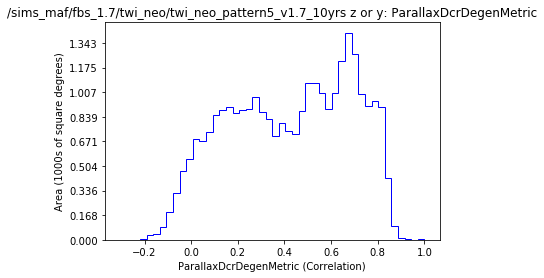 /sims_maf/fbs_1.7/twi_neo/twi_neo_pattern5_v1.7_10yrs z or y: ParallaxDcrDegenMetric
Area (1000s of square degrees)
1.343
1.175
1.007
0.839
0.671
0.504
0.336
0.168
0.000
−0.2 0.0 0.2 0.4 0.6 0.8 1.0
ParallaxDcrDegenMetric (Correlation)